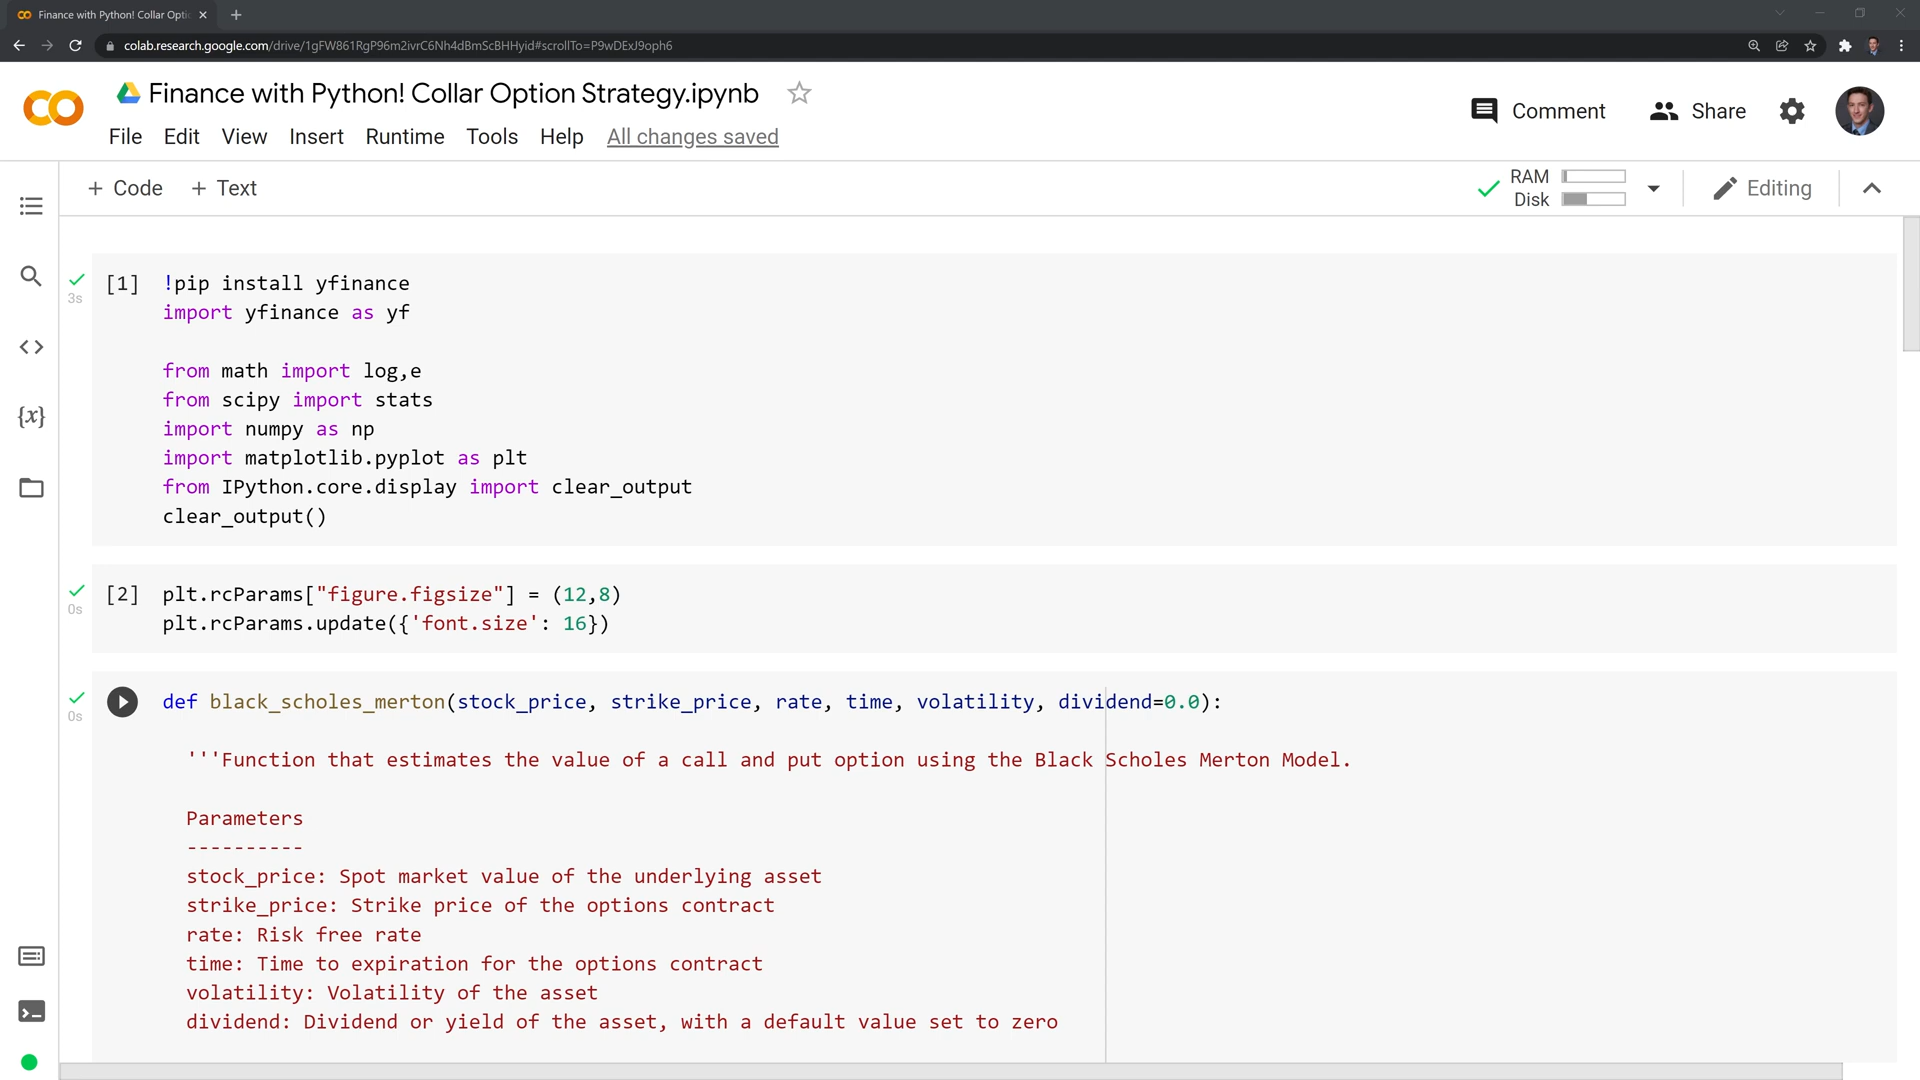 Finance with Python! Collar Optio
colab.research.google.com/drive/1gFW861RgP96m2ivrC6Nh4dBmScBHHyid#scrollTo=P9wDExJ9oph6
Finance with Python! Collar Option Strategy.ipynb
Comment
Share
File Edit View Insert Runtime Tools Help All changes saved
+ Code + Text
RAM
Disk
Editing
3s
[1] !pip install yfinance
import yfinance as yf
from math import log,e
from scipy import stats
import numpy as np
import matplotlib.pyplot as plt
from IPython.core.display import clear_output
clear_output()
0s
[2] plt.rcParams["figure.figsize"] = (12,8)
plt.rcParams.update({'font.size': 16})
0s
def black_scholes_merton(stock_price, strike_price, rate, time, volatility, dividend=0.0):
'''Function that estimates the value of a call and put option using the Black Scholes Merton Model.
Parameters
----------
stock_price: Spot market value of the underlying asset
strike_price: Strike price of the options contract
rate: Risk free rate
time: Time to expiration for the options contract
volatility: Volatility of the asset
dividend: Dividend or yield of the asset, with a default value set to zero